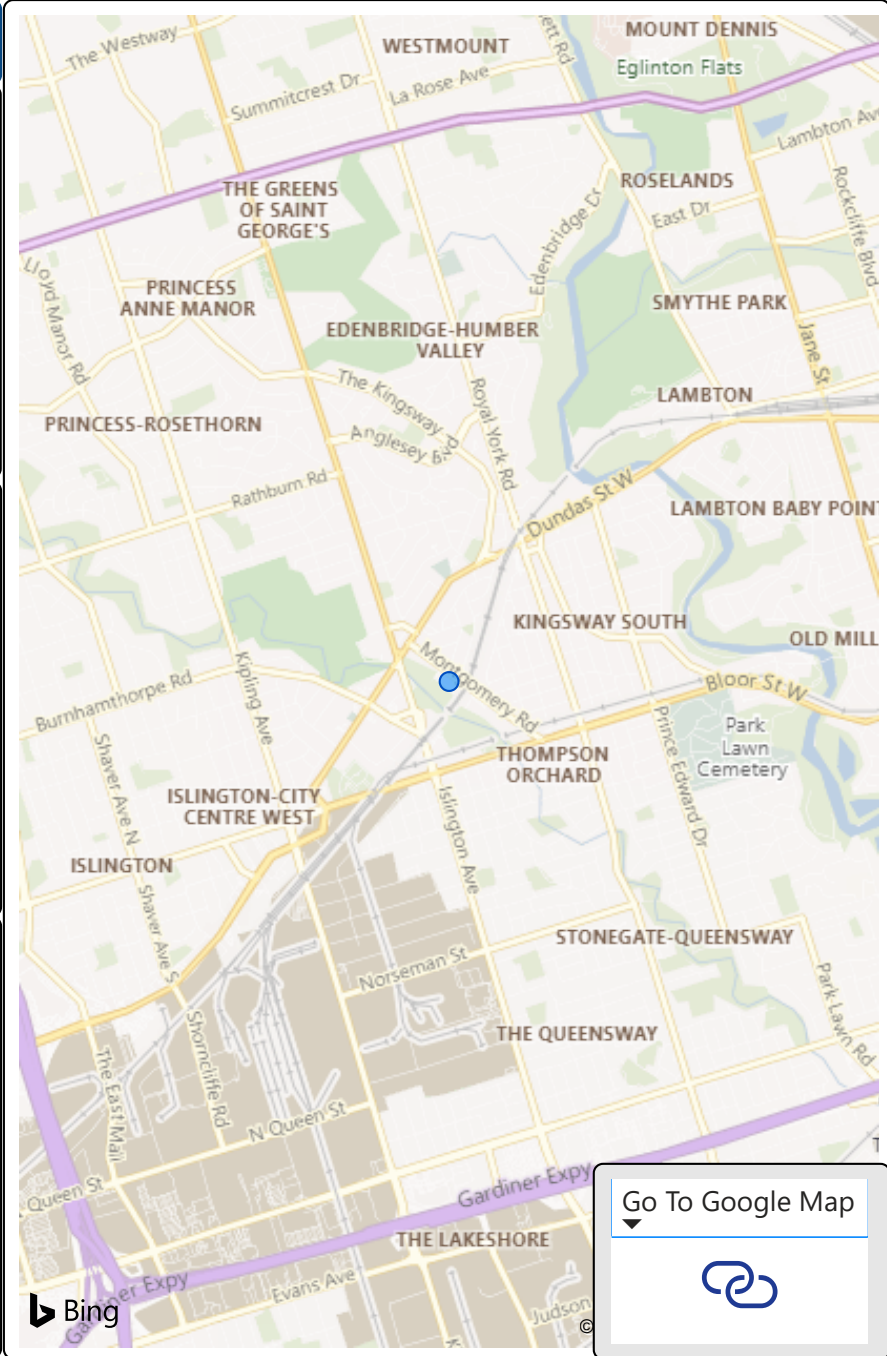 WESTMOUNT
MOUNT DENNIS
The Westway
ett Rd
Eglinton Flats
Summitcrest Dr
La Rose Ave
Lambton Av
THE GREENS
OF SAINT
GEORGE'S
ROSELANDS
Rockcliffe Blvd
East Dr
Edenbridge Dr
Lloyd Manor Rd
PRINCESS
ANNE MANOR
SMYTHE PARK
EDENBRIDGE-HUMBER
VALLEY
Jane St
The Kingsway
Royal York Rd
LAMBTON
PRINCESS-ROSETHORN
Anglesey Blvd
Rathburn Rd
Dundas St W
LAMBTON BABY POIN
KINGSWAY SOUTH
OLD MILL
Montgomery Rd
Kipling Ave
Burnhamthorpe Rd
Bloor St W
Prince Edward Dr
Park
Lawn
Cemetery
Shaver Ave N
THOMPSON
ORCHARD
ISLINGTON-CITY
CENTRE WEST
Islington Ave
ISLINGTON
Shaver Ave S
STONEGATE-QUEENSWAY
Norseman St
Park Lawn Rd
THE QUEENSWAY
Shorncliffe Rd
The East Mall
N Queen St
Queen St
Gardiner Expy
THE LAKESHORE
Gardiner Expy
Evans Ave
Judson
K
T
Bing
©
Go To Google Map